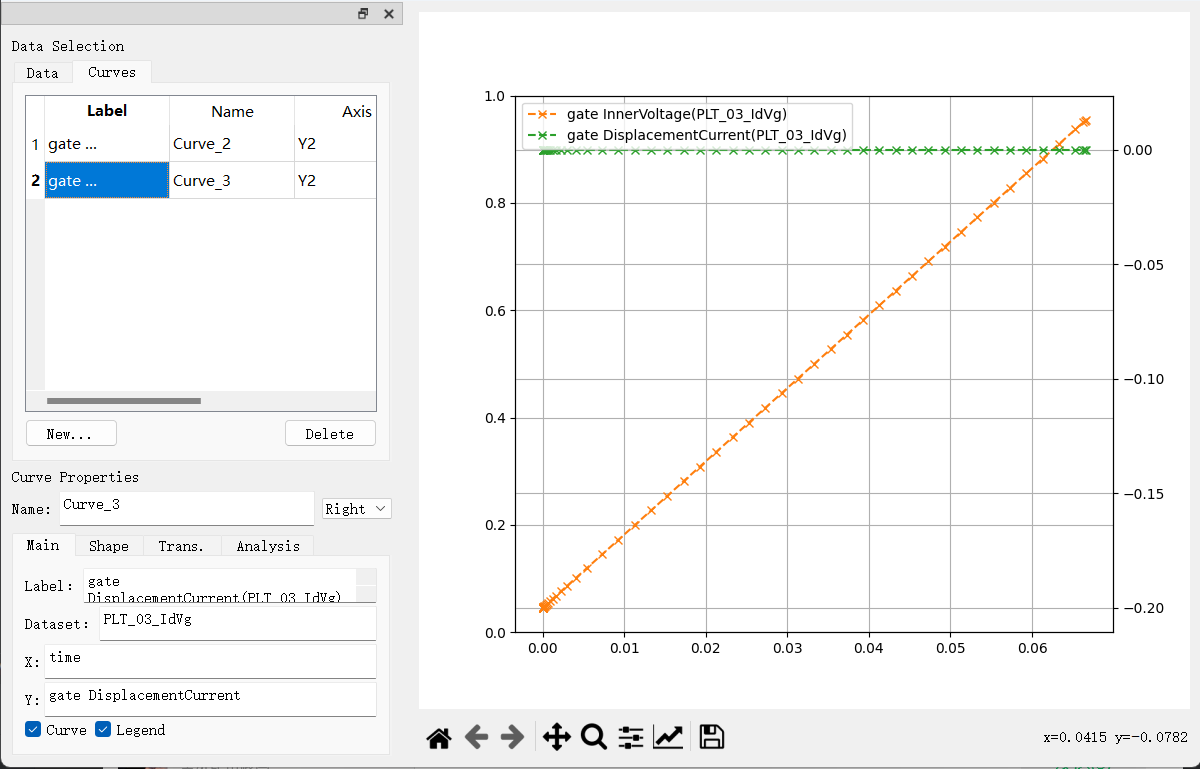 Data Selection
Data
Curves
Label
Name
Axis
1
gate ...
Curve_2
Y2
2
gate ...
Curve_3
Y2
New...
Delete
Curve Properties
Name:
Curve_3
Right
Main
Shape
Trans.
Analysis
Label:
gate
DisplacementCurrent(PLT_03_IdVg)
Dataset:
PLT_03_IdVg
X:
time
Y:
gate DisplacementCurrent
Curve
Legend
gate InnerVoltage(PLT_03_IdVg)
gate DisplacementCurrent(PLT_03_IdVg)
1.0
0.8
0.6
0.4
0.2
0.0
0.00
−0.05
−0.10
−0.15
−0.20
0.00
0.01
0.02
0.03
0.04
0.05
0.06
x=0.0415 y=−0.0782